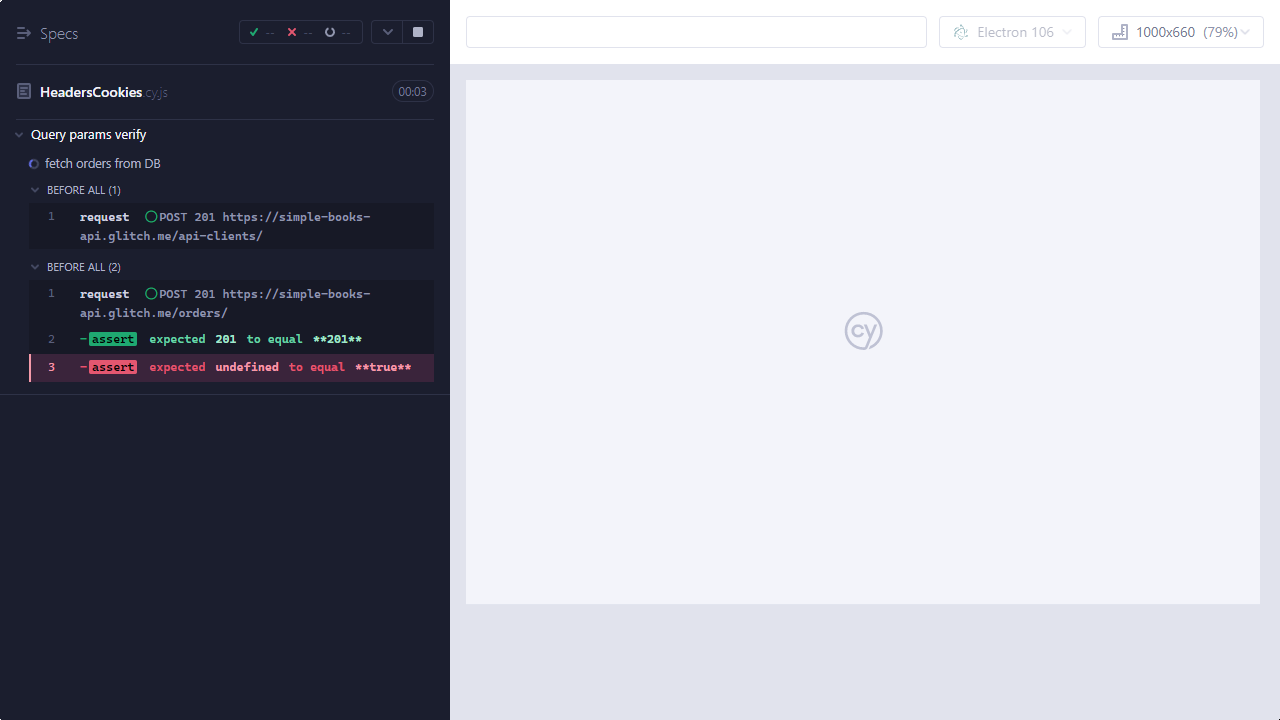 Specs
-- -- --
Electron 106
1000x660 (79%)
HeadersCookies.cy.js
00:03
Query params verify
fetch orders from DB
BEFORE ALL (1)
1 request POST 201 https://simple-books-
api.glitch.me/api-clients/
BEFORE ALL (2)
1 request POST 201 https://simple-books-
api.glitch.me/orders/
2 -assert expected 201 to equal **201**
3 -assert expected undefined to equal **true**
cy